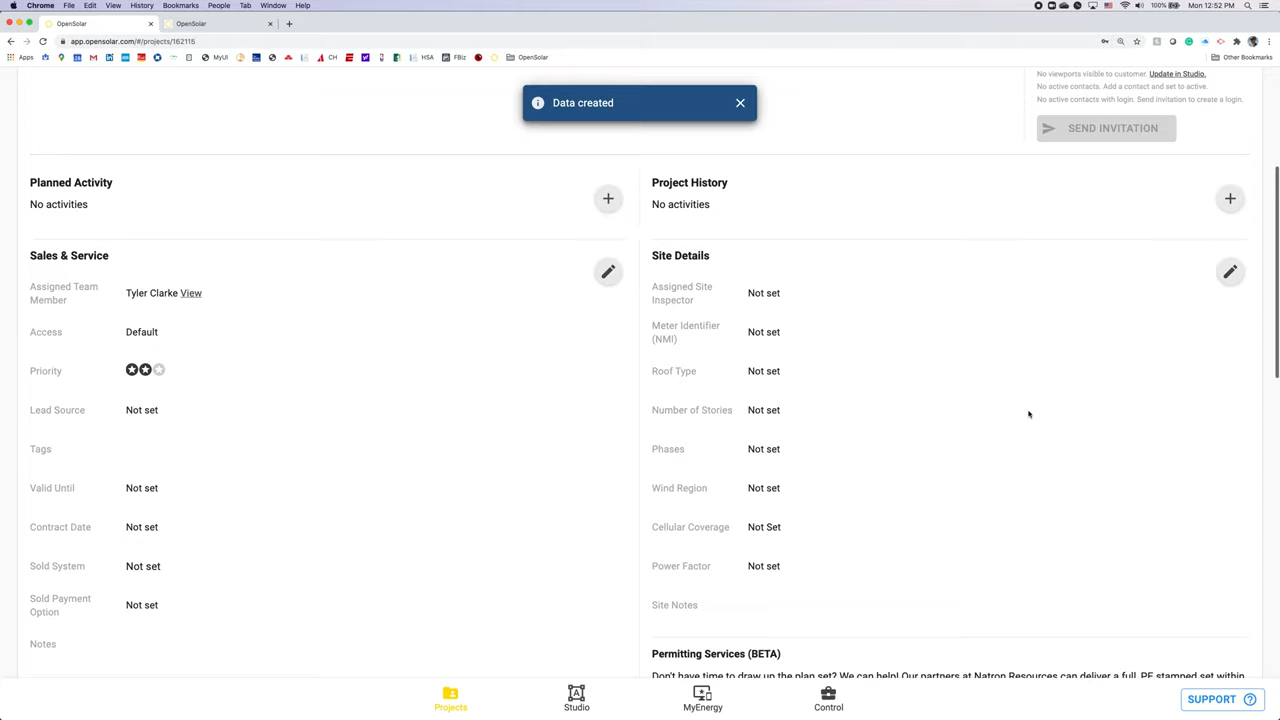 Chrome File Edit View History Bookmarks People Tab Window Help
100% Mon 12:52 PM
OpenSolar
OpenSolar
app.opensolar.com/#/projects/162115
Apps
MyUI
CH
HSA
FBiz
OpenSolar
Other Bookmarks
Data created
No viewports visible to customer. Update in Studio.
No active contacts. Add a contact and set to active.
No active contacts with login. Send invitation to create a login.
SEND INVITATION
Planned Activity
No activities
Project History
No activities
Sales & Service
Assigned Team
Member
Tyler Clarke View
Access
Default
Priority
Lead Source
Not set
Tags
Valid Until
Not set
Contract Date
Not set
Sold System
Not set
Sold Payment
Option
Not set
Notes
Site Details
Assigned Site
Inspector
Not set
Meter Identifier
(NMI)
Not set
Roof Type
Not set
Number of Stories
Not set
Phases
Not set
Wind Region
Not set
Cellular Coverage
Not Set
Power Factor
Not set
Site Notes
Permitting Services (BETA)
Don't have time to draw up the plan set? We can help! Our partners at Natron Resources can deliver a full, PE stamped set within
Projects
Studio
MyEnergy
Control
SUPPORT